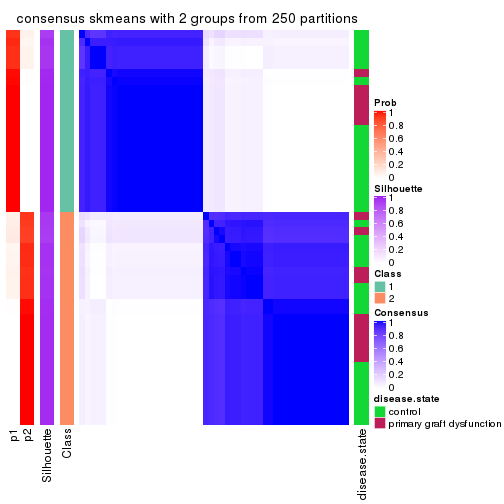 consensus skmeans with 2 groups from 250 partitions
Prob
1
0.8
0.6
0.4
0.2
0
Silhouette
1
0.8
0.6
0.4
0.2
0
Class
1
2
Consensus
1
0.8
0.6
0.4
0.2
0
disease.state
control
primary graft dysfunction
p1
p2
Silhouette
Class
disease.state